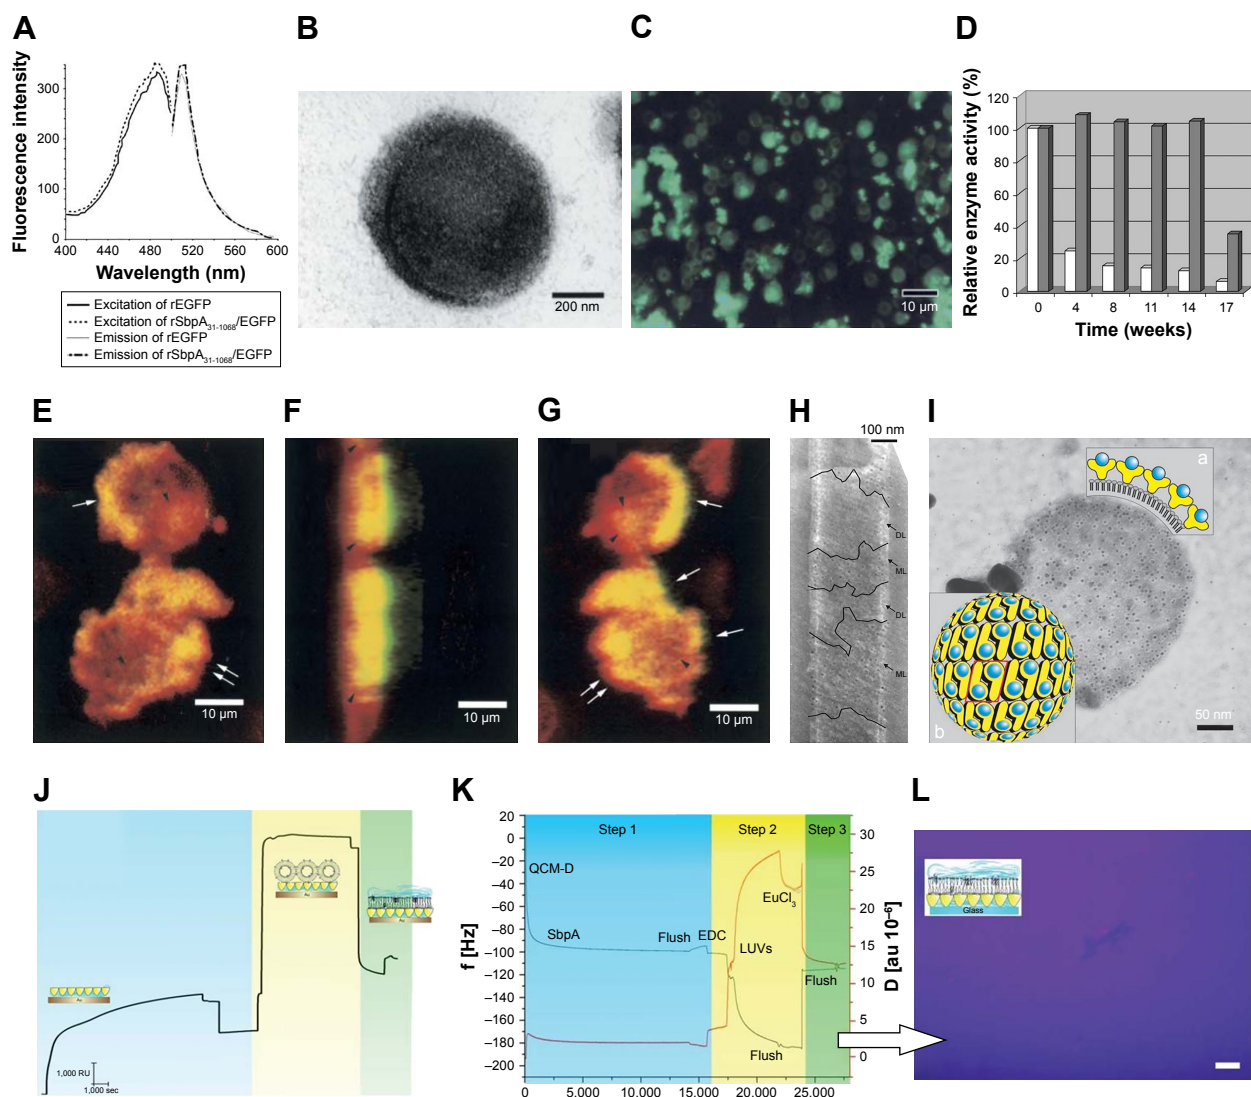 A
Fluorescence intensity
300
200
100
0
400
440
480
520
560
600
Wavelength (nm)
Excitation of rEGFP
Excitation of rSbpA31-1068/EGFP
Emission of rEGFP
Emission of rSbpA31-1068/EGFP
B
200 nm
C
10 µm
D
Relative enzyme activity (%)
120
100
80
60
40
20
0
0
4
8
11
14
17
Time (weeks)
E
10 µm
F
10 µm
G
10 µm
H
100 nm
DL
ML
DL
ML
I
a
b
50 nm
J
Au
Au
Au
1,000 RU
1,000 sec
K
f [Hz]
20
0
–20
–40
–60
–80
–100
–120
–140
–160
–180
–200
Step 1
Step 2
Step 3
QCM-D
SbpA
Flush
EDC
LUVs
EuCl3
Flush
Flush
30
25
20
15
10
5
0
D [au 10–6]
0
5.000
10.000
15.000
20.000
25.000
L
Glass